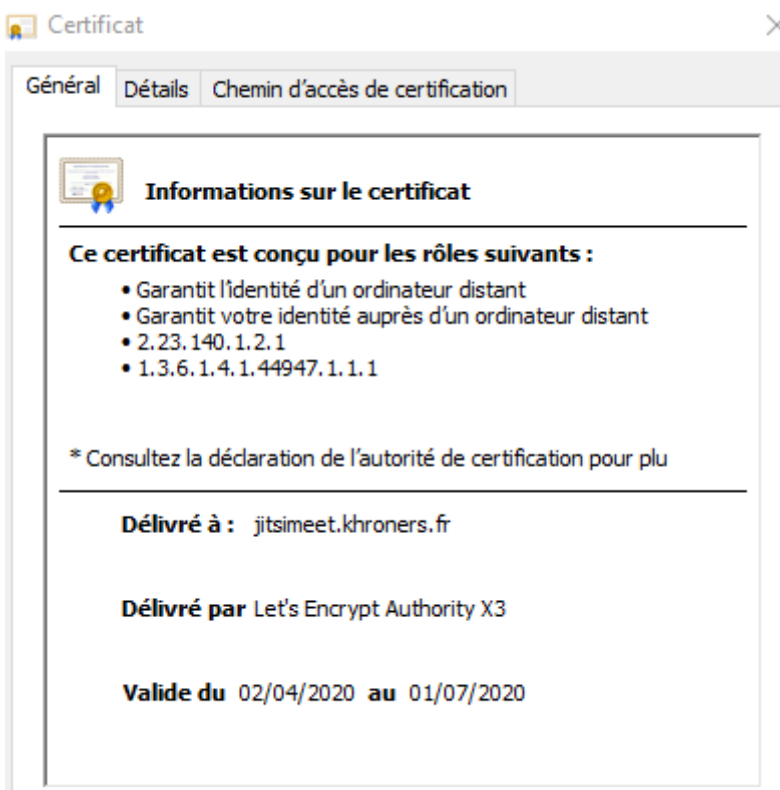 Certificat
Général Détails Chemin d'accès de certification
Informations sur le certificat
Ce certificat est conçu pour les rôles suivants :
• Garantit l'identité d'un ordinateur distant
• Garantit votre identité auprès d'un ordinateur distant
• 2.23.140.1.2.1
• 1.3.6.1.4.1.44947.1.1.1
* Consultez la déclaration de l'autorité de certification pour plu
Délivré à : jitsimeet.khroners.fr
Délivré par Let's Encrypt Authority X3
Valide du 02/04/2020 au 01/07/2020